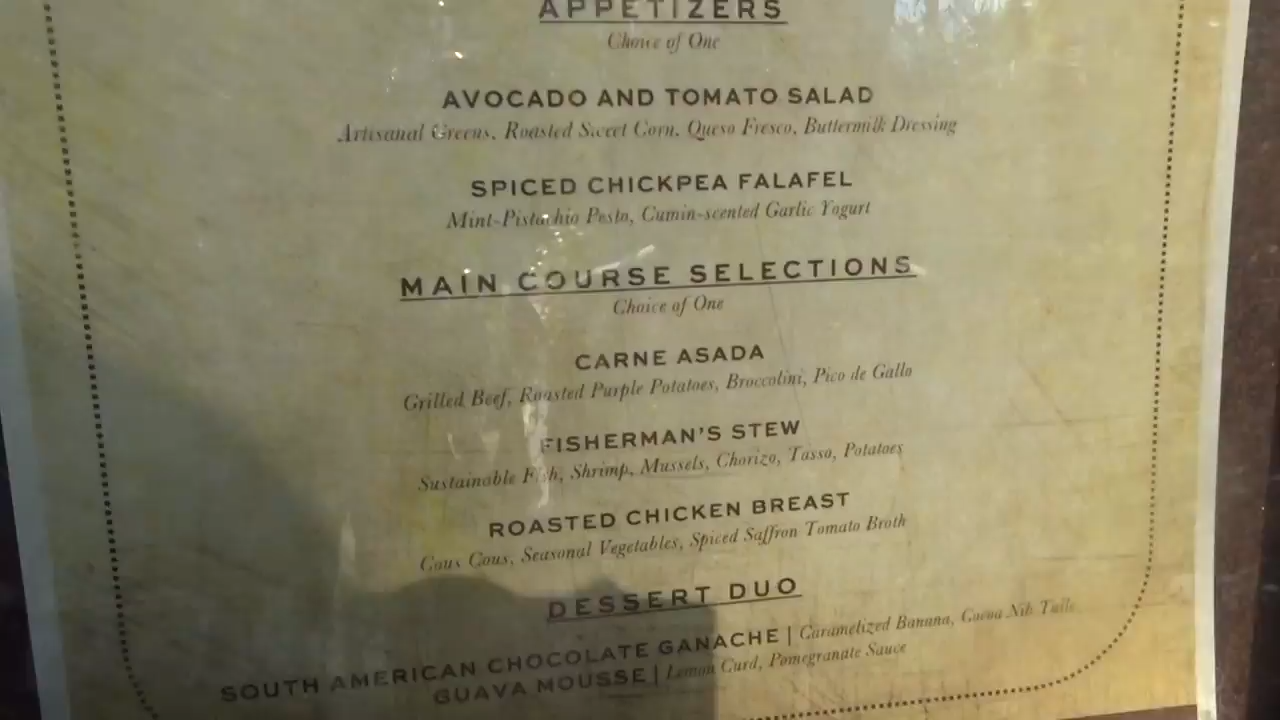 APPETIZERS
Choice of One
AVOCADO AND TOMATO SALAD
Artisanal Greens, Roasted Sweet Corn, Queso Fresco, Buttermilk Dressing
SPICED CHICKPEA FALAFEL
Mint-Pistachio Pesto, Cumin-scented Garlic Yogurt
MAIN COURSE SELECTIONS
Choice of One
CARNE ASADA
Grilled Beef, Roasted Purple Potatoes, Broccolini, Pico de Gallo
FISHERMAN'S STEW
Sustainable Fish, Shrimp, Mussels, Chorizo, Tasso, Potatoes
ROASTED CHICKEN BREAST
Cous Cous, Seasonal Vegetables, Spiced Saffron Tomato Broth
DESSERT DUO
SOUTH AMERICAN CHOCOLATE GANACHE | Caramelized Banana, Cocoa Nib
GUAVA MOUSSE | Lemon Curd, Pomegranate Sauce